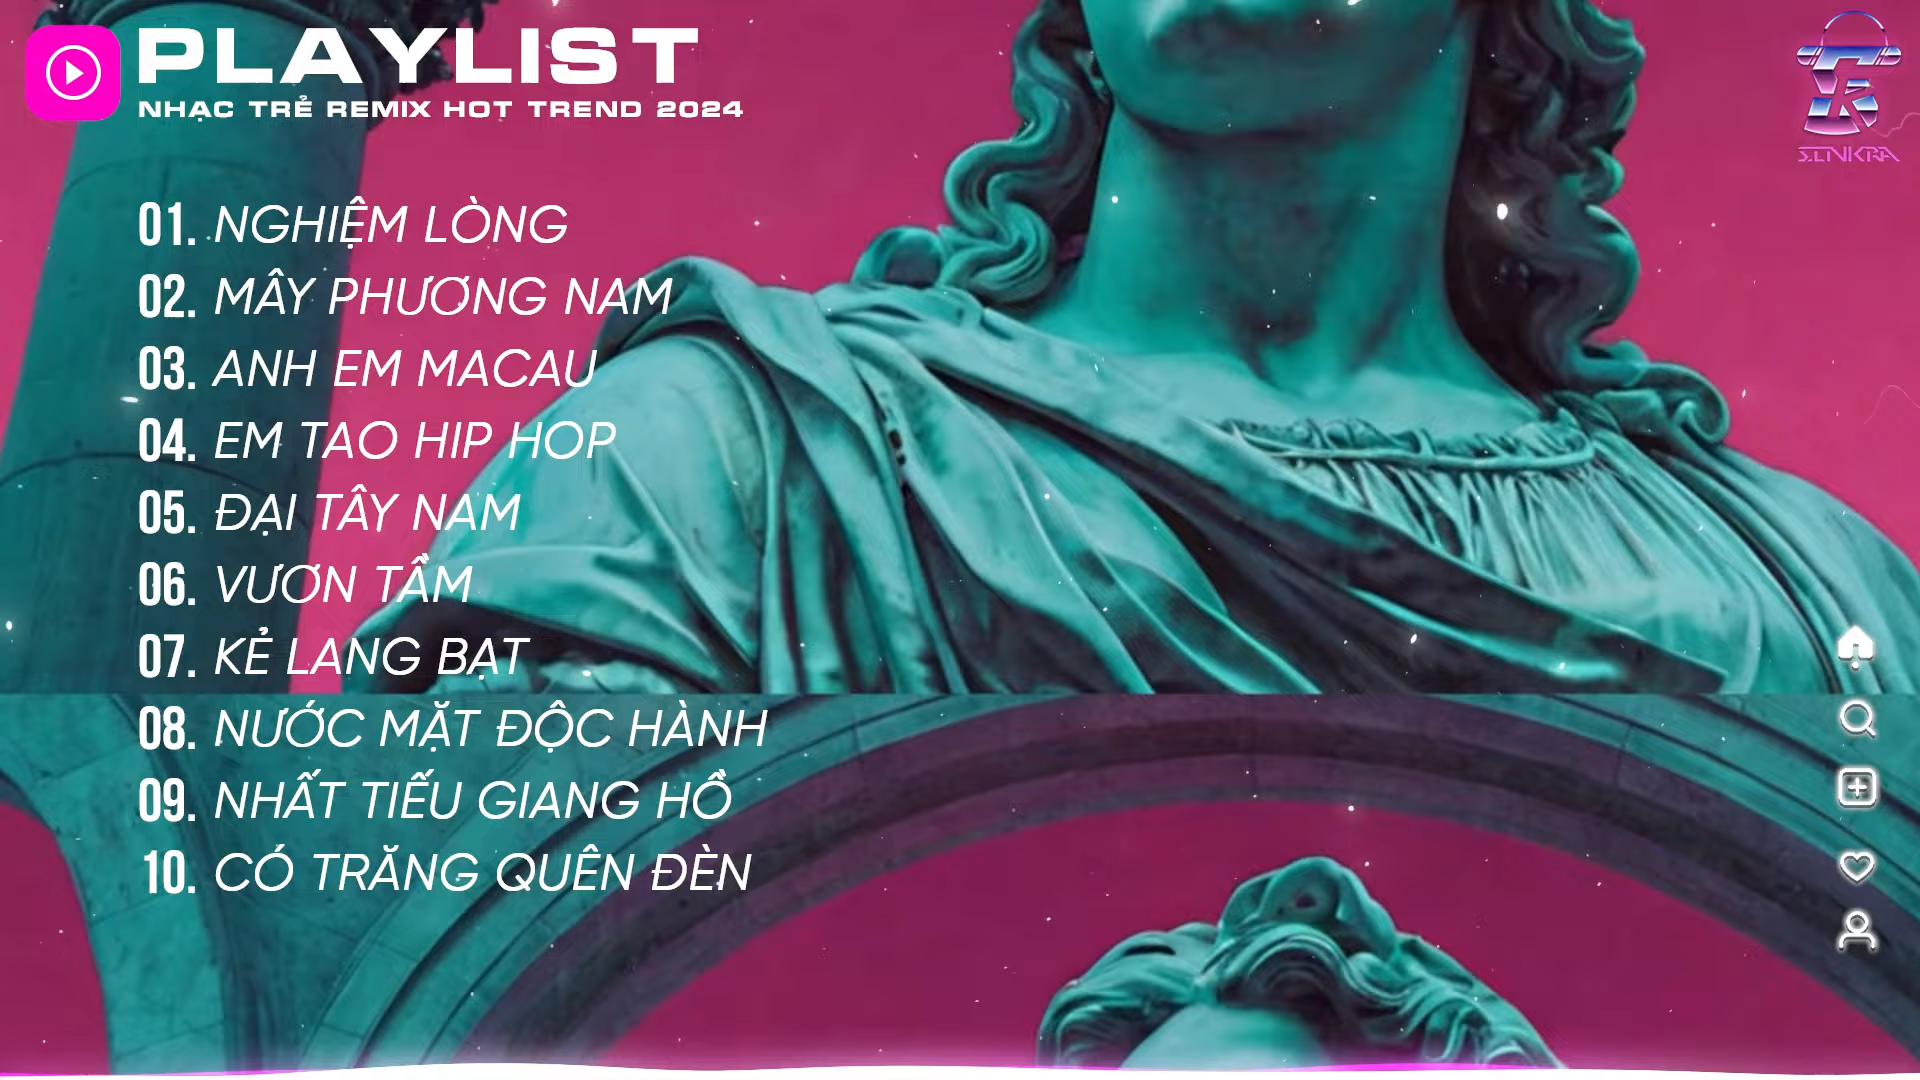 PLAYLIST
NHẠC TRẺ REMIX HOT TREND 2024
01. NGHIỆM LÒNG
02. MÂY PHƯƠNG NAM
03. ANH EM MACAU
04. EM TAO HIP HOP
05. ĐẠI TÂY NAM
06. VƯƠN TẦM
07. KẺ LANG BẠT
08. NƯỚC MẶT ĐỘC HÀNH
09. NHẤT TIẾU GIANG HỒ
10. CÓ TRĂNG QUÊN ĐÈN